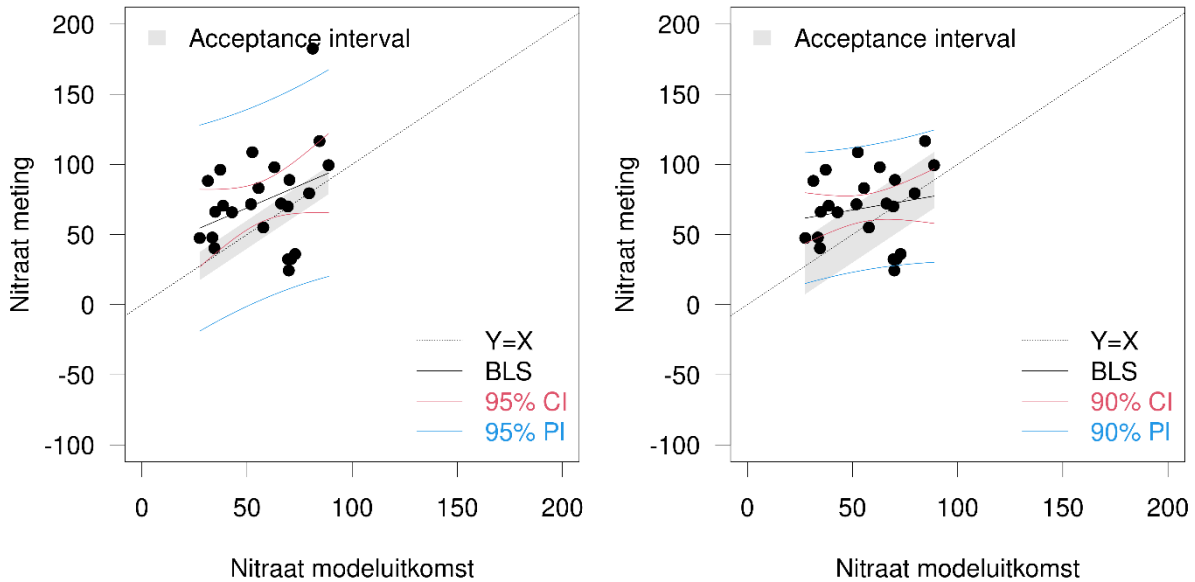 200
150
100
50
0
-50
-100
Nitraat meting
Acceptance interval
Y=X
BLS
95% CI
95% PI
0 50 100 150 200
Nitraat modeluitkomst
200
150
100
50
0
-50
-100
Nitraat meting
Acceptance interval
Y=X
BLS
90% CI
90% PI
0 50 100 150 200
Nitraat modeluitkomst